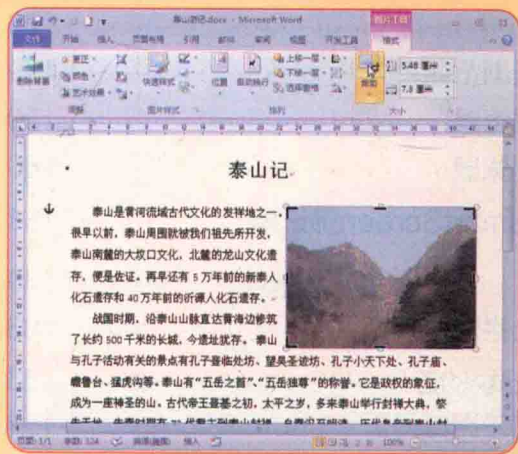 泰山游记.docx - Microsoft Word
图片工具
文件 开始 插入 页面布局 引用 邮件 审阅 视图 开发工具 格式
删除背景
更正
颜色
艺术效果
快速样式
位置
自动换行
上移一层
下移一层
选择窗格
裁剪
5.48 厘米
7.3 厘米
调整 图片样式 排列 大小
泰山记
泰山是黄河流域古代文化的发祥地之一。
很早以前，泰山周围就被我们祖先所开发，
泰山南麓的大坟口文化，北麓的龙山文化遗
存，便是佐证。再早还有 5 万年前的新泰人
化石遗存和 40 万年前的沂源人化石遗存。
战国时期，沿泰山山脉直达黄海边修筑
了长约 500 千米的长城，今遗址犹存。泰山
与孔子活动有关的景点有孔子登临处坊、望吴圣迹坊、孔子小天下处、孔子庙、
瞻鲁台、猛虎沟等。泰山有“五岳之首”、“五岳独尊”的称誉。它是政权的象征，
成为一座神圣的山。古代帝王登基之初，太平之岁，多来泰山举行封禅大典，祭
页面: 1/1 字数: 324 插入 100%